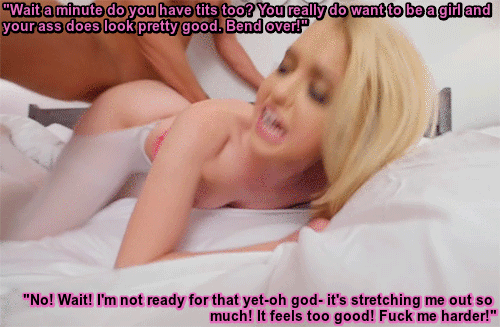 "Wait a minute do you have tits too? You really do want to be a girl and
your ass does look pretty good. Bend over!"
"No! Wait! I'm not ready for that yet-oh god- it's stretching me out so
much! It feels too good! Fuck me harder!"